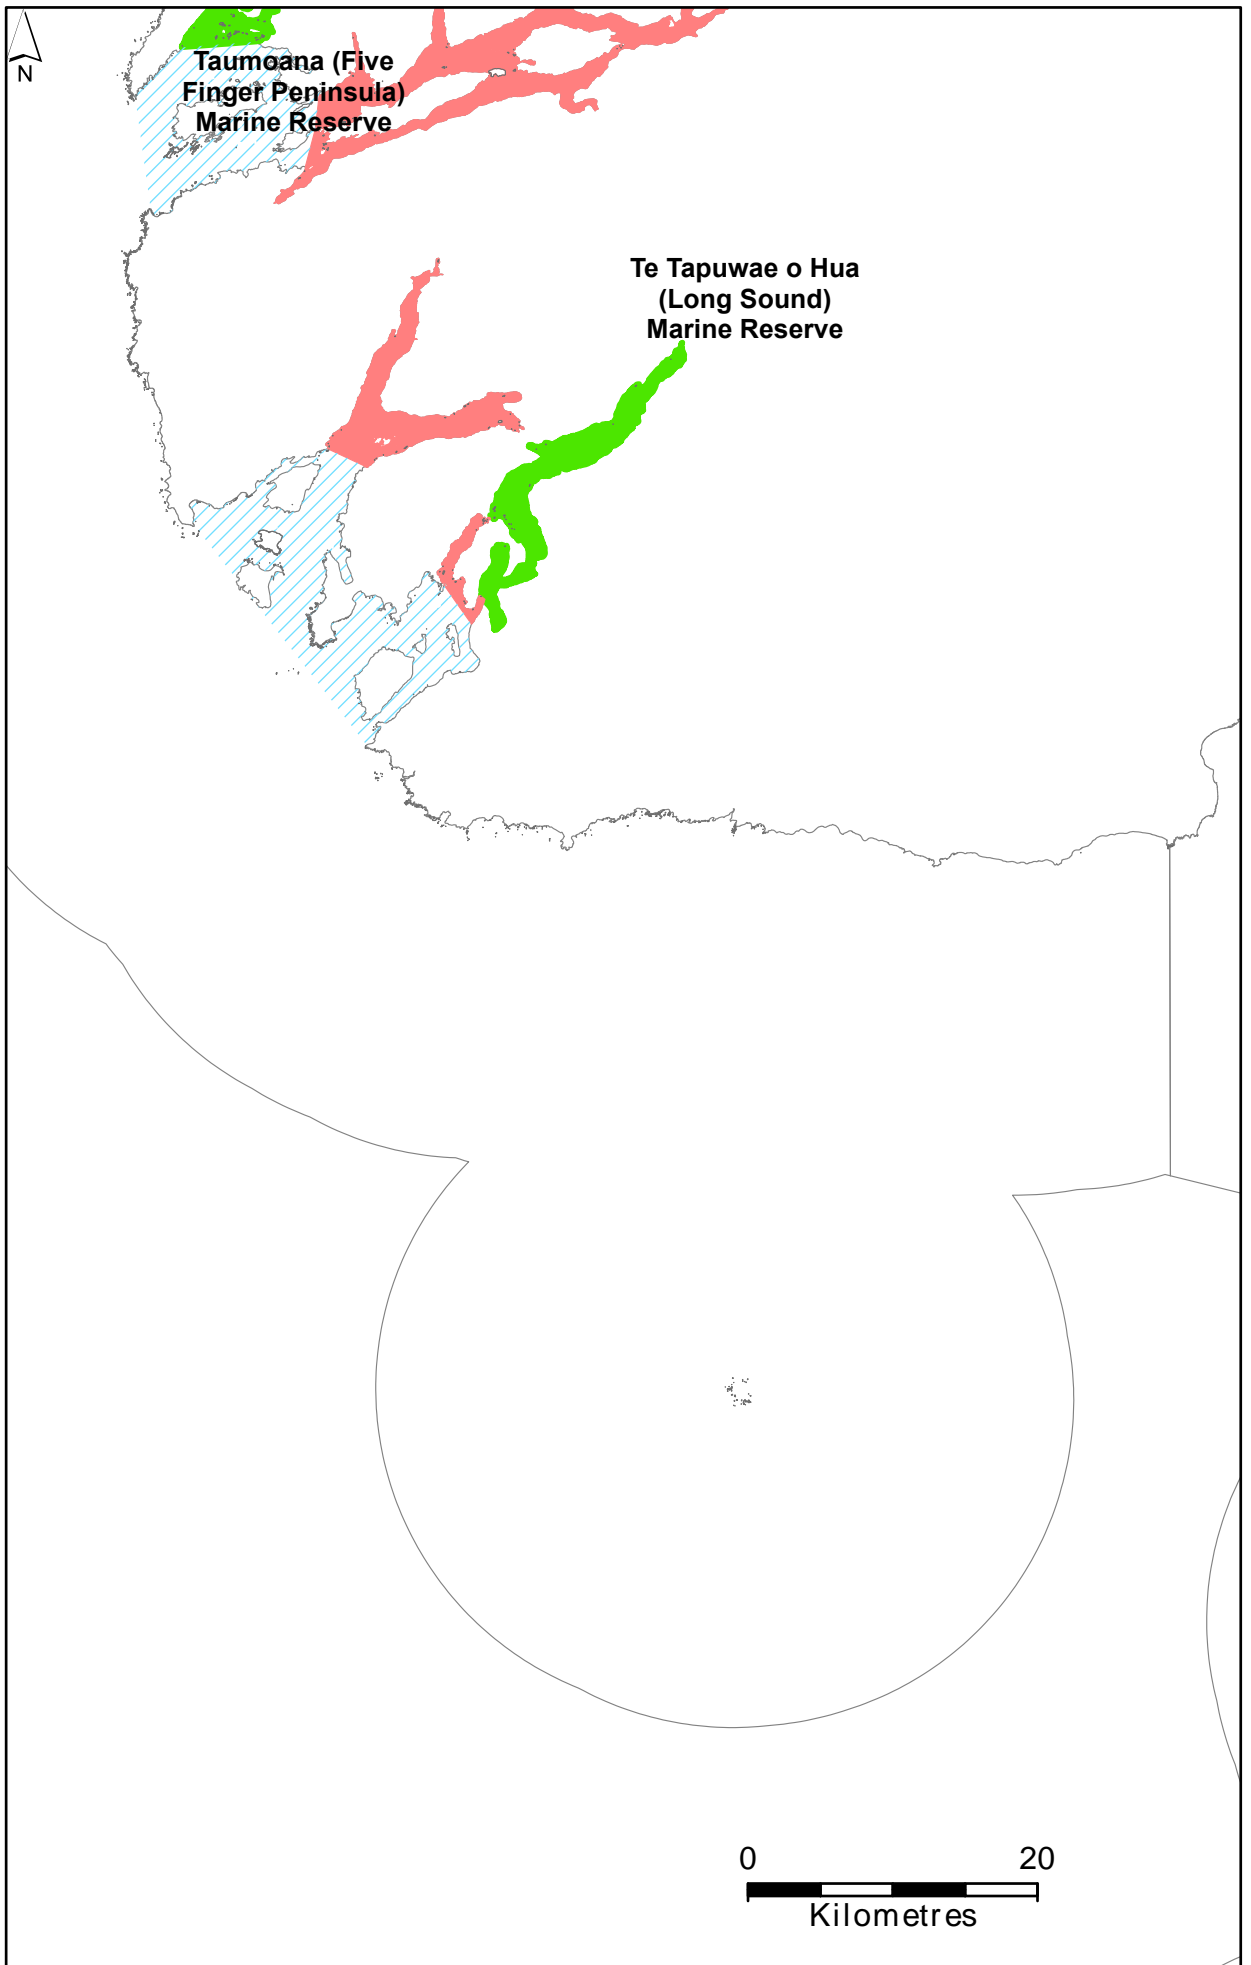 N
Taumoana (Five
Finger Peninsula)
Marine Reserve
Te Tapuwae o Hua
(Long Sound)
Marine Reserve
0 20
Kilometres